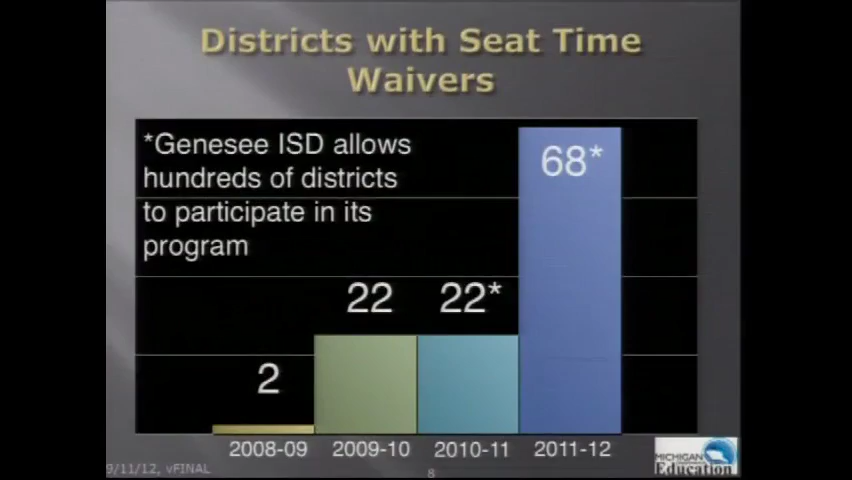 Districts with Seat Time
Waivers
*Genesee ISD allows
hundreds of districts
to participate in its
program
68*
22
22*
2
2008-09
2009-10
2010-11
2011-12
9/11/12, vFINAL
8
MICHIGAN
Education